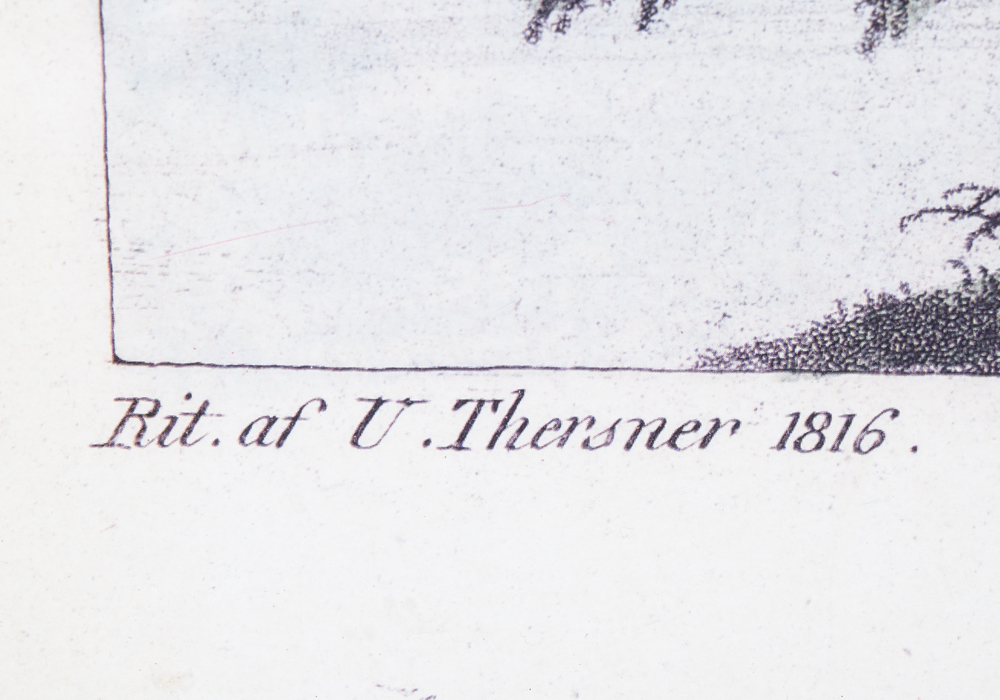 Rit. af U. Thersner 1816.